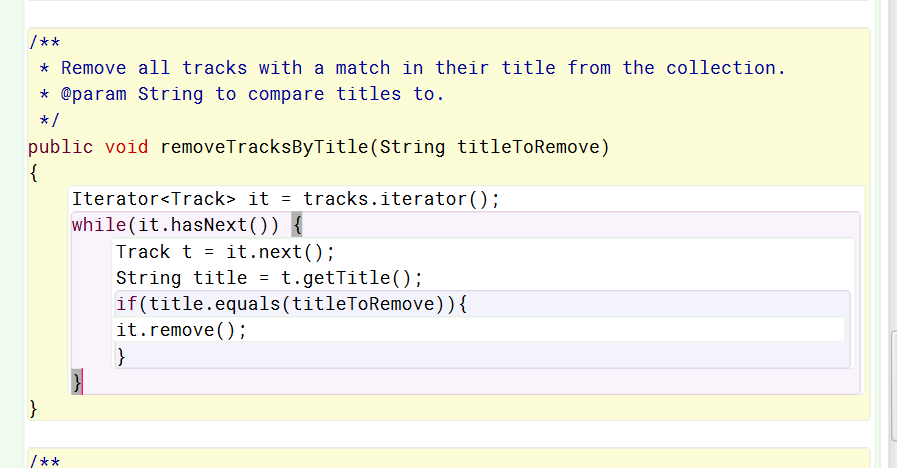 /**
 * Remove all tracks with a match in their title from the collection.
 * @param String to compare titles to.
 */
public void removeTracksByTitle(String titleToRemove)
{
    Iterator<Track> it = tracks.iterator();
    while(it.hasNext()) {
        Track t = it.next();
        String title = t.getTitle();
        if(title.equals(titleToRemove)){
        it.remove();
        }
    }
}
/**